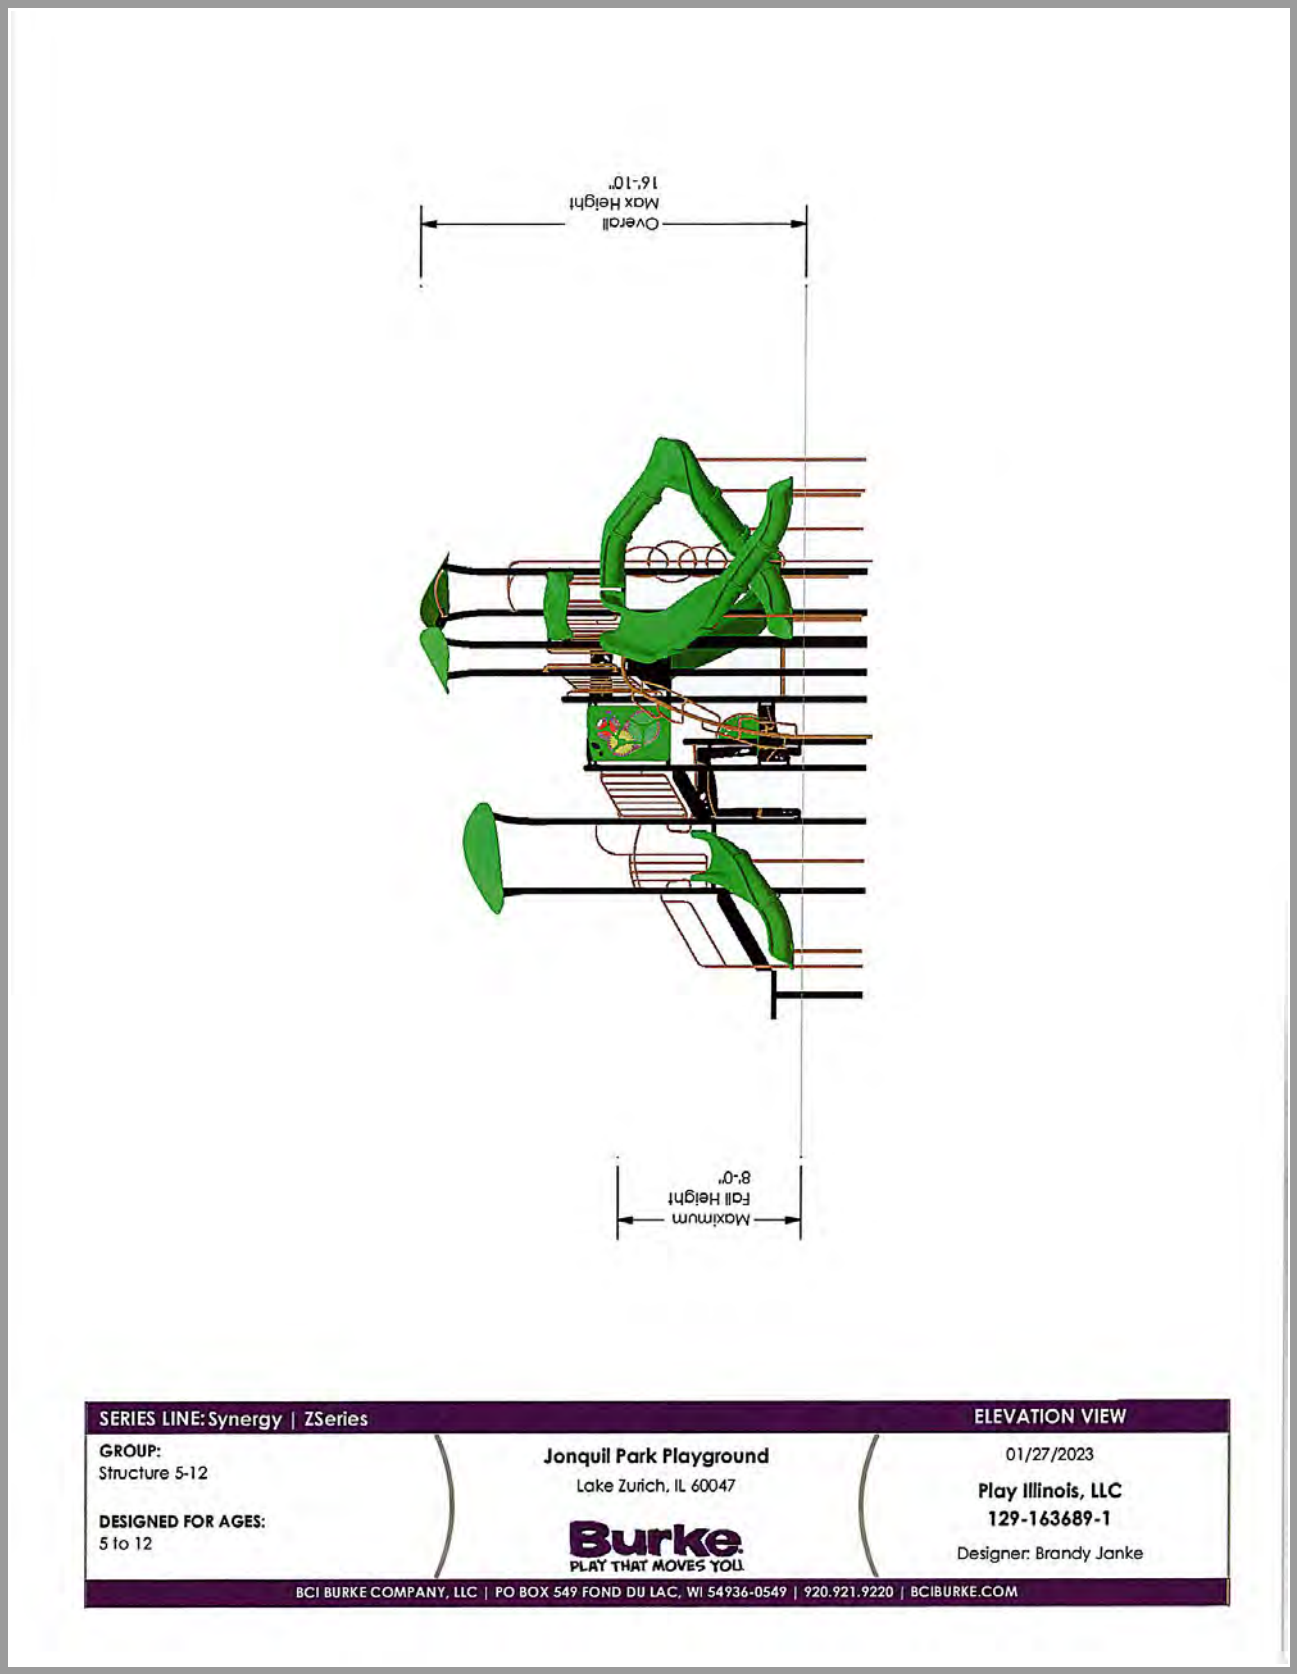 Overall
Max Height
16'-10"
Maximum
Fall Height
8'-0"
SERIES LINE: Synergy | ZSeries
ELEVATION VIEW
GROUP:
Structure 5-12
DESIGNED FOR AGES:
5 to 12
Jonquil Park Playground
Lake Zurich, IL 60047
Burke
PLAY THAT MOVES YOU.
01/27/2023
Play Illinois, LLC
129-163689-1
Designer: Brandy Janke
BCI BURKE COMPANY, LLC | PO BOX 549 FOND DU LAC, WI 54936-0549 | 920.921.9220 | BCIBURKE.COM